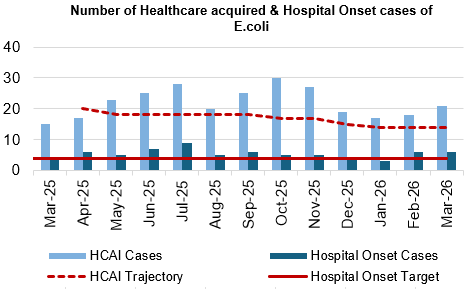 Number of Healthcare acquired & Hospital Onset cases of
E.coli
40
30
20
10
0
Mar-25
Apr-25
May-25
Jun-25
Jul-25
Aug-25
Sep-25
Oct-25
Nov-25
Dec-25
Jan-26
Feb-26
Mar-26
HCAI Cases
Hospital Onset Cases
HCAI Trajectory
Hospital Onset Target